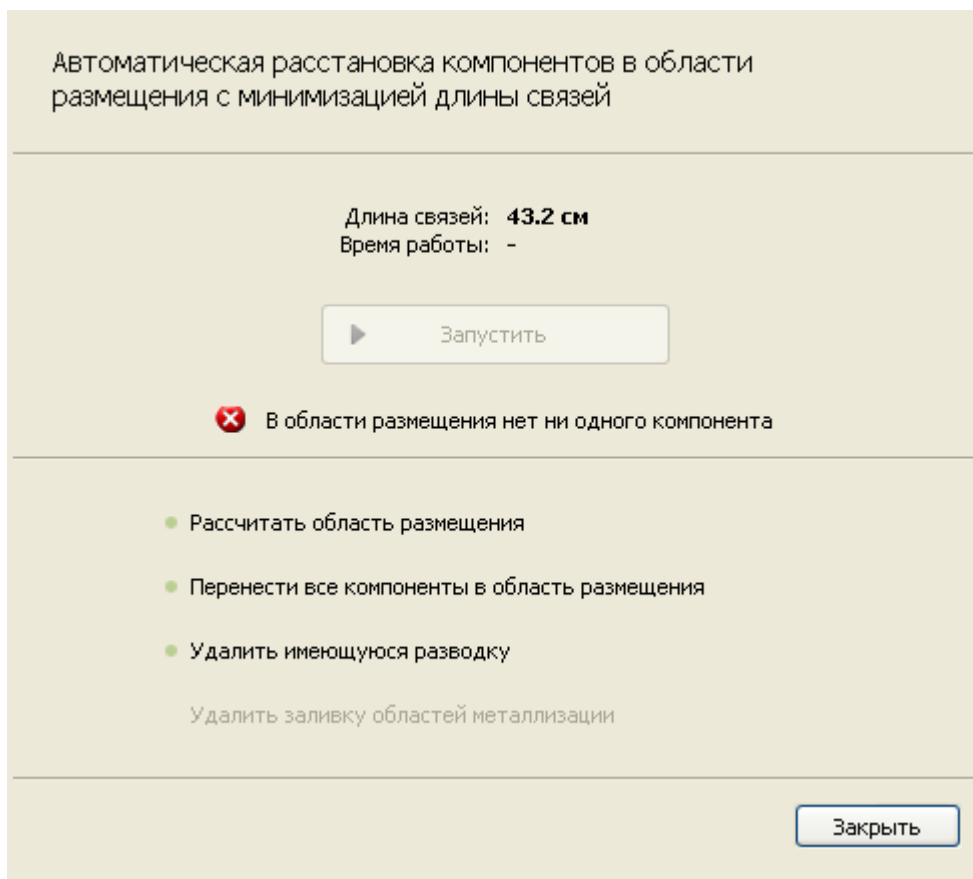 Автоматическая расстановка компонентов в области
размещения с минимизацией длины связей
Длина связей: 43.2 см
Время работы: -
Запустить
В области размещения нет ни одного компонента
Рассчитать область размещения
Перенести все компоненты в область размещения
Удалить имеющуюся разводку
Удалить заливку областей металлизации
Закрыть